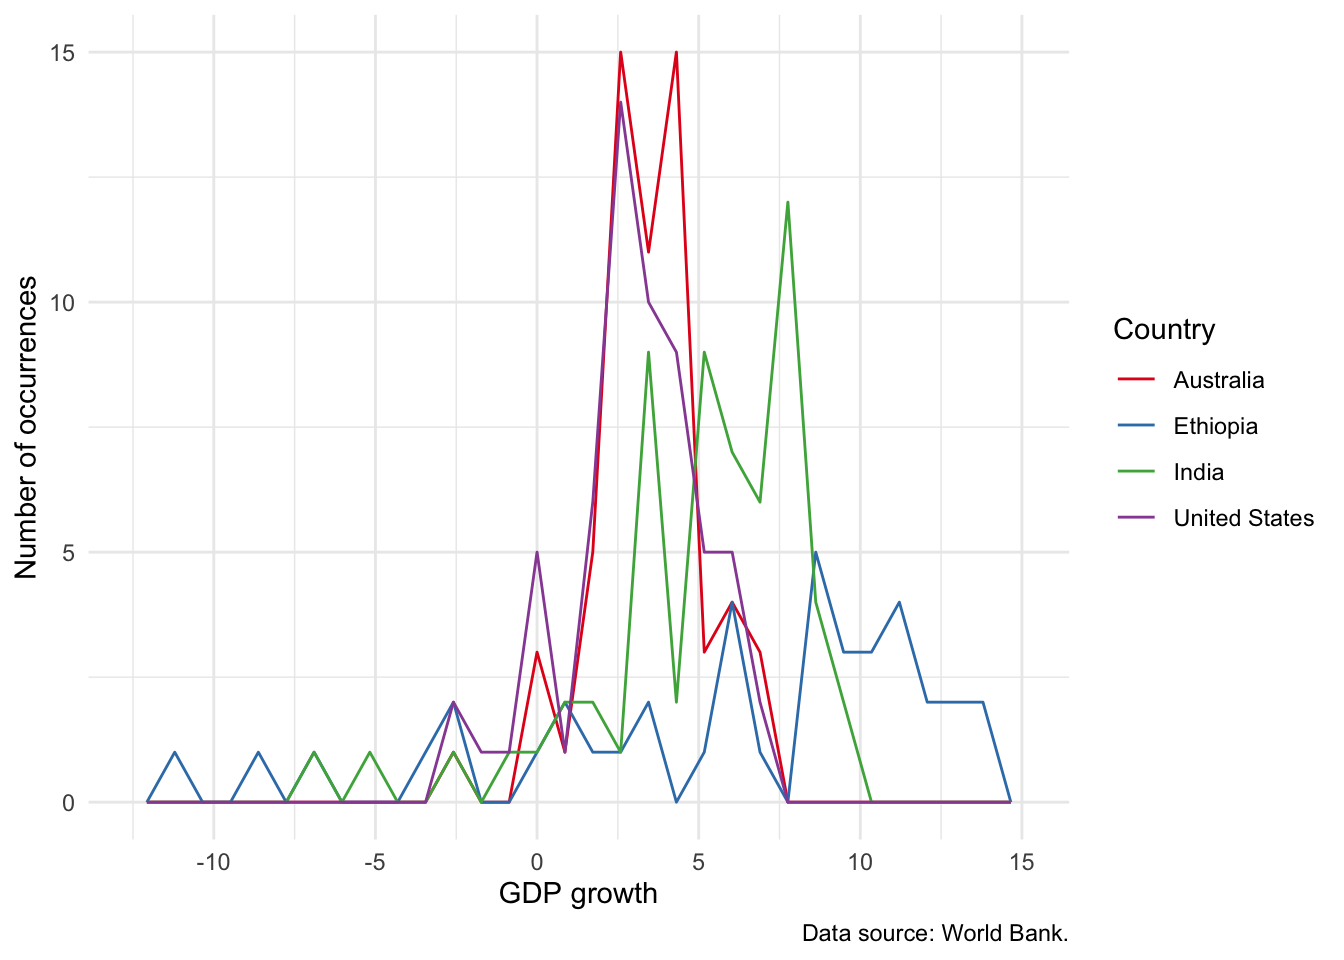 15
10
5
0
Number of occurrences
-10 -5 0 5 10 15
GDP growth
Country
Australia
Ethiopia
India
United States
Data source: World Bank.